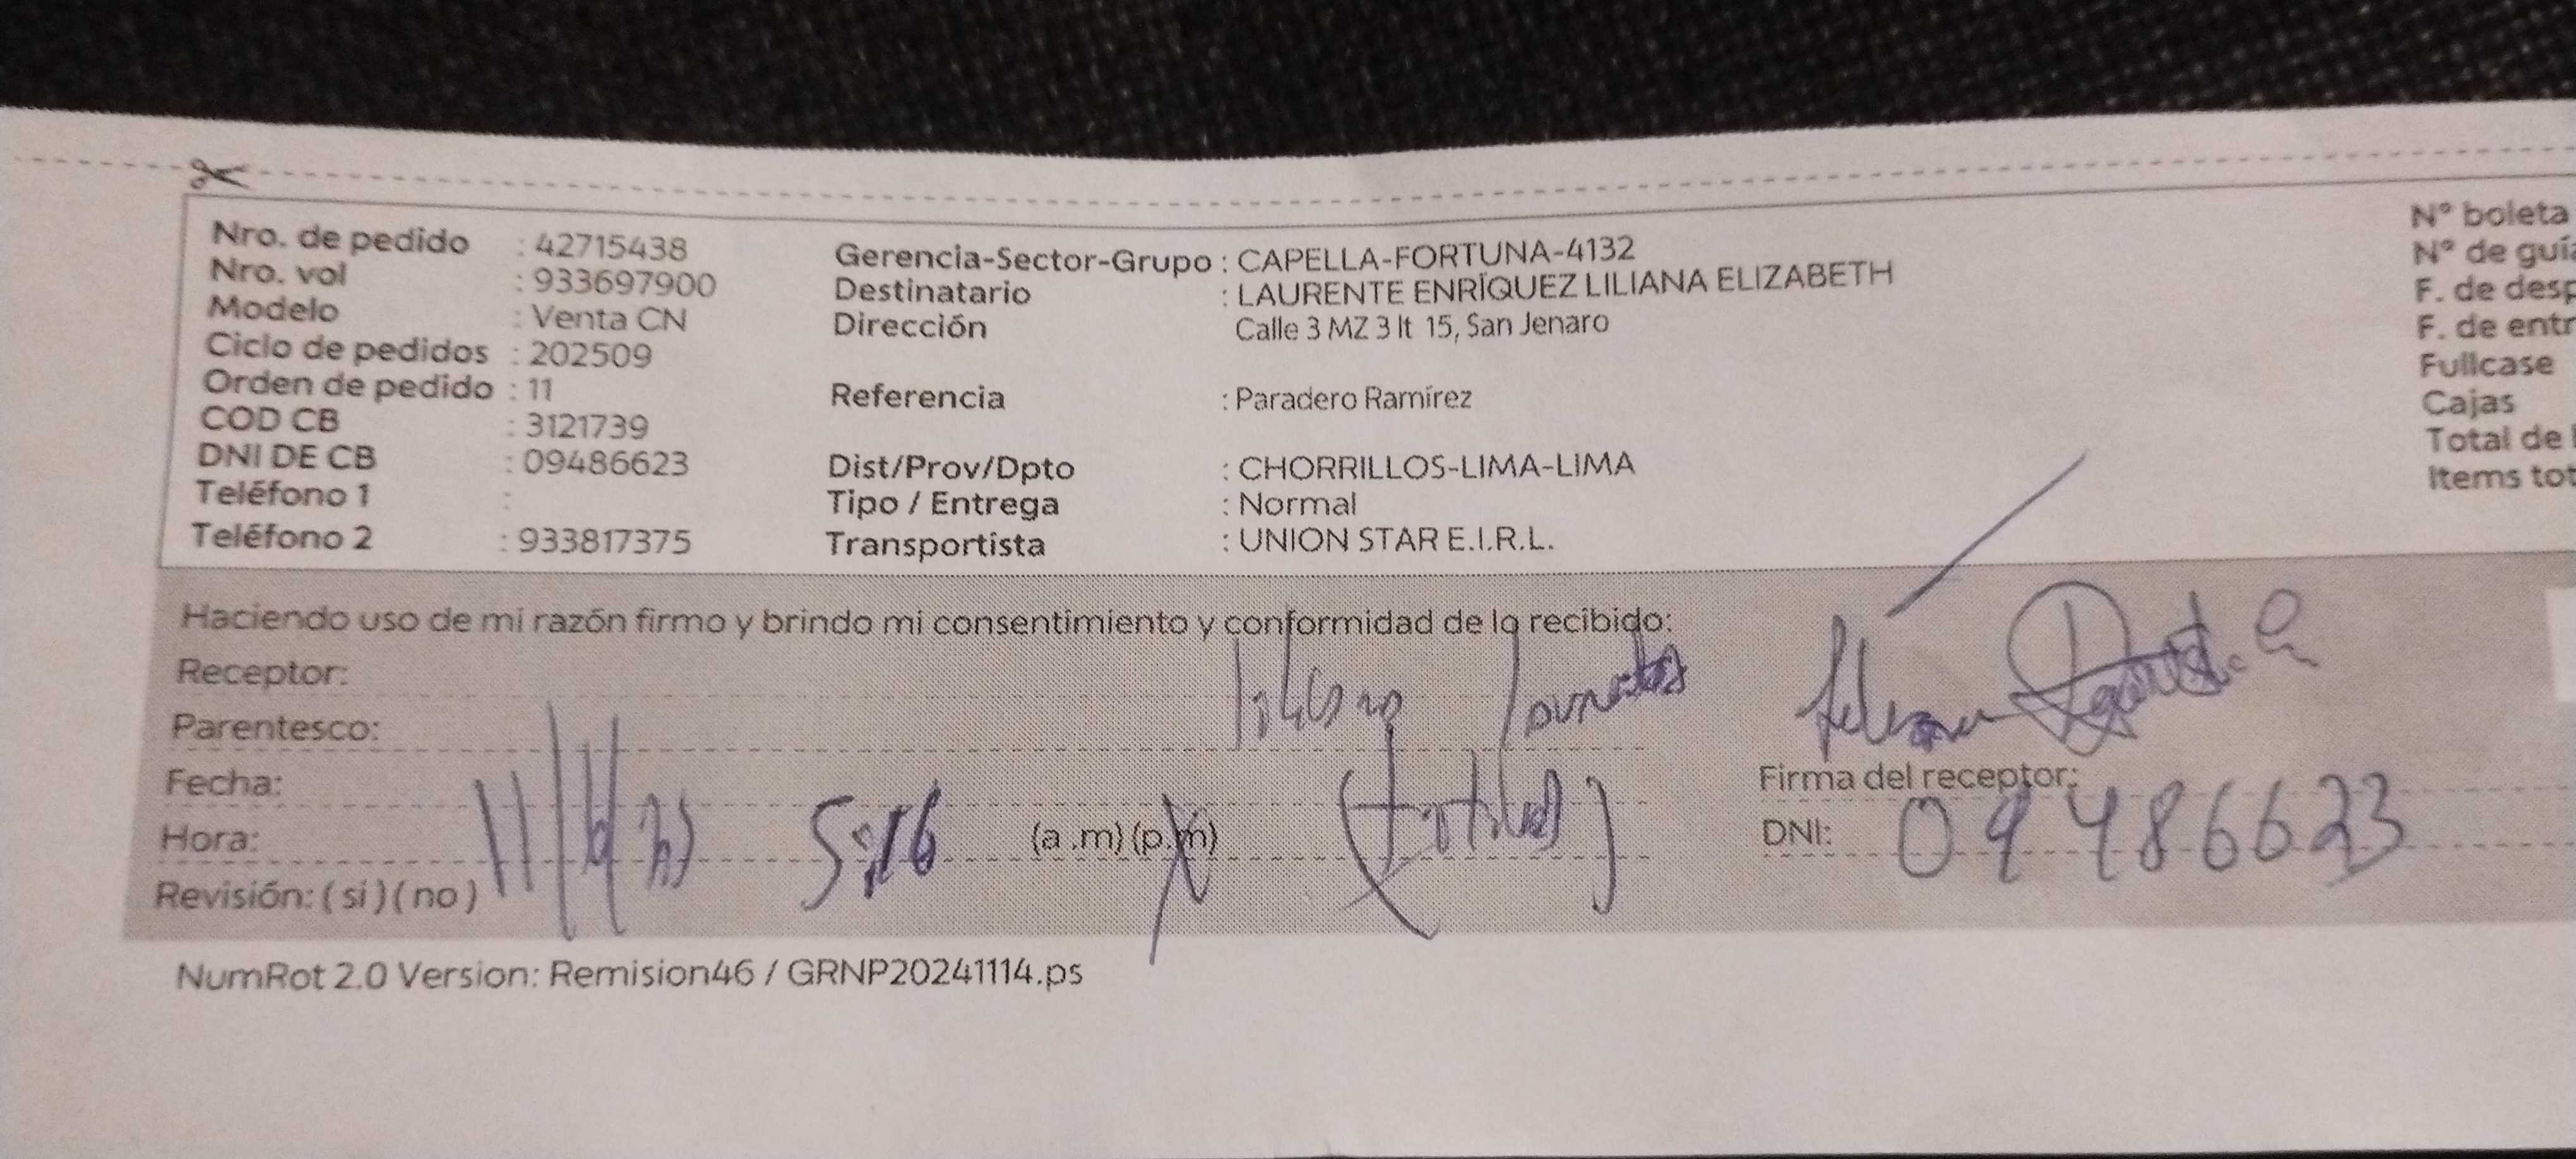 Nro. de pedido : 42715438
Nro. vol : 933697900
Modelo : Venta CN
Ciclo de pedidos : 202509
Orden de pedido : 11
COD CB : 3121739
DNI DE CB : 09486623
Teléfono 1 :
Teléfono 2 : 933817375
Gerencia-Sector-Grupo : CAPELLA-FORTUNA-4132
Destinatario : LAURENTE ENRÍQUEZ LILIANA ELIZABETH
Dirección Calle 3 MZ 3 lt 15, San Jenaro
Referencia : Paradero Ramírez
Dist/Prov/Dpto : CHORRILLOS-LIMA-LIMA
Tipo / Entrega : Normal
Transportista : UNION STAR E.I.R.L.
N° boleta
N° de guía
F. de desp
F. de entr
Fullcase
Cajas
Total de
Items tot
Haciendo uso de mi razón firmo y brindo mi consentimiento y conformidad de lo recibido:
Receptor:
Parentesco:
Fecha:
Hora: 5:16 (a .m) (p.m)
Revisión: ( si ) ( no )
Firma del receptor:
DNI: 09486623
NumRot 2.0 Version: Remision46 / GRNP20241114.ps